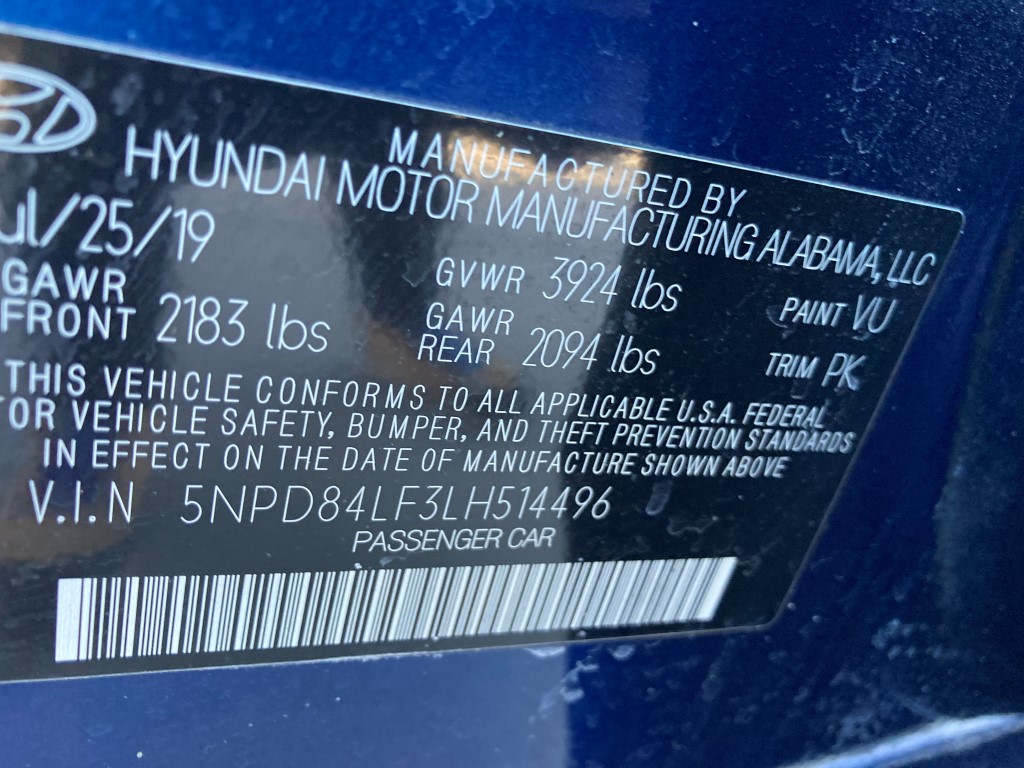 MANUFACTURED BY
HYUNDAI MOTOR MANUFACTURING ALABAMA, LLC
ul/25/19
GAWR FRONT 2183 lbs
GVWR 3924 lbs
GAWR REAR 2094 lbs
PAINT VU
TRIM PK
THIS VEHICLE CONFORMS TO ALL APPLICABLE U.S.A. FEDERAL
OR VEHICLE SAFETY, BUMPER, AND THEFT PREVENTION STANDARDS
IN EFFECT ON THE DATE OF MANUFACTURE SHOWN ABOVE
V.I.N 5NPD84LF3LH514496
PASSENGER CAR